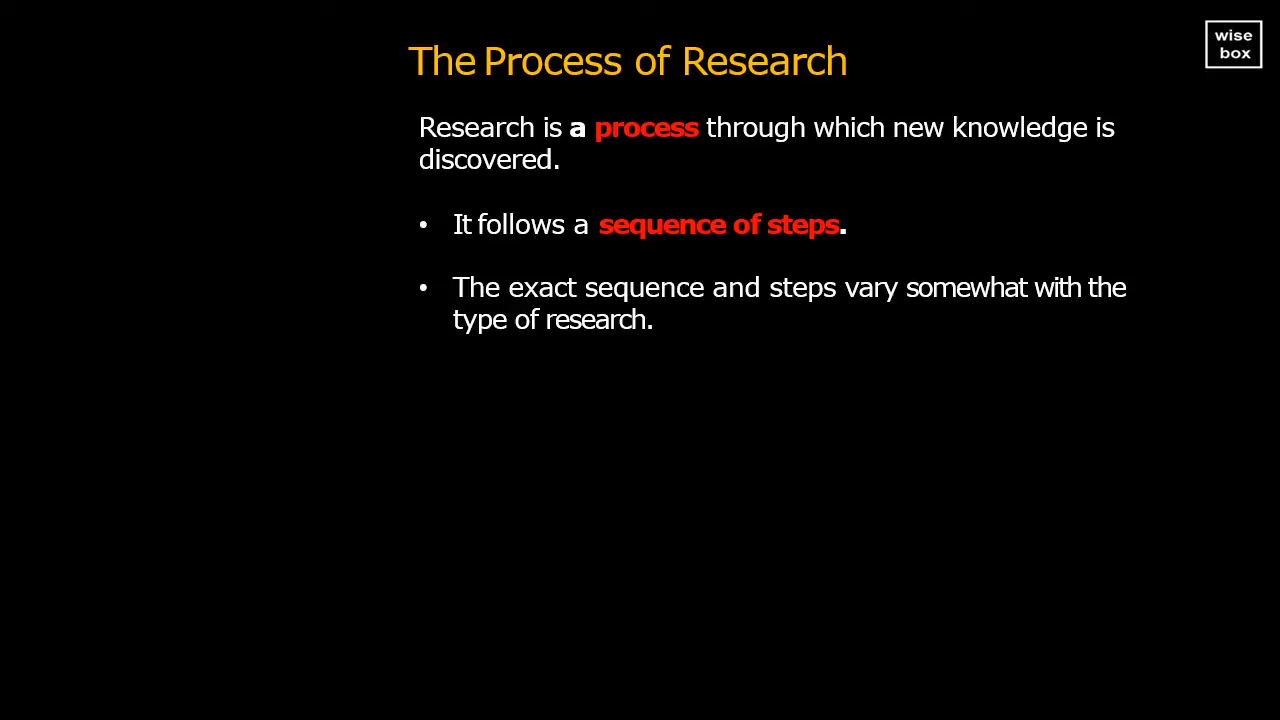 wise
box
The Process of Research
Research is a process through which new knowledge is
discovered.
• It follows a sequence of steps.
• The exact sequence and steps vary somewhat with the
type of research.